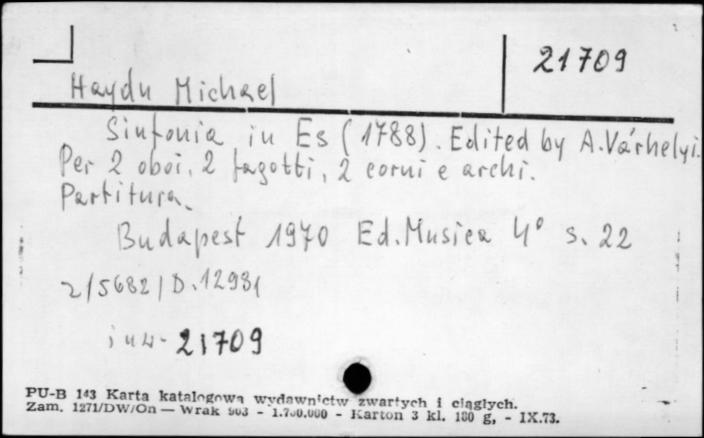 21709
Haydn Michael
Sinfonia in Es (1788). Edited by A. Várhelyi.
Per 2 oboi, 2 fagotti, 2 corni e archi.
Partitura.
Budapest 1970 Ed. Musica 4° s. 22
2/5682/D. 12931
inw. 21709
PU-B 143 Karta katalogowa wydawnictw zwartych i ciągłych.
Zam. 1271/DW/On — Wrak 903 - 1.700.000 - Karton 3 kl. 180 g, - IX.73.